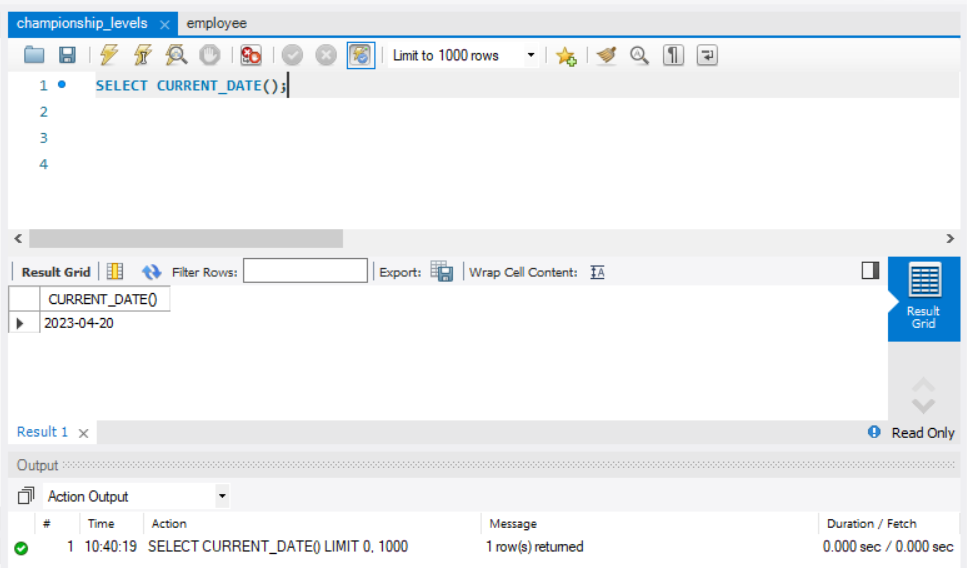 championship_levels × employee
Limit to 1000 rows
1 SELECT CURRENT_DATE();
2
3
4
Result Grid Filter Rows: Export: Wrap Cell Content: IA
Result Grid
CURRENT_DATE()
2023-04-20
Result 1 × Read Only
Output
Action Output
# Time Action Message Duration / Fetch
1 10:40:19 SELECT CURRENT_DATE() LIMIT 0, 1000 1 row(s) returned 0.000 sec / 0.000 sec